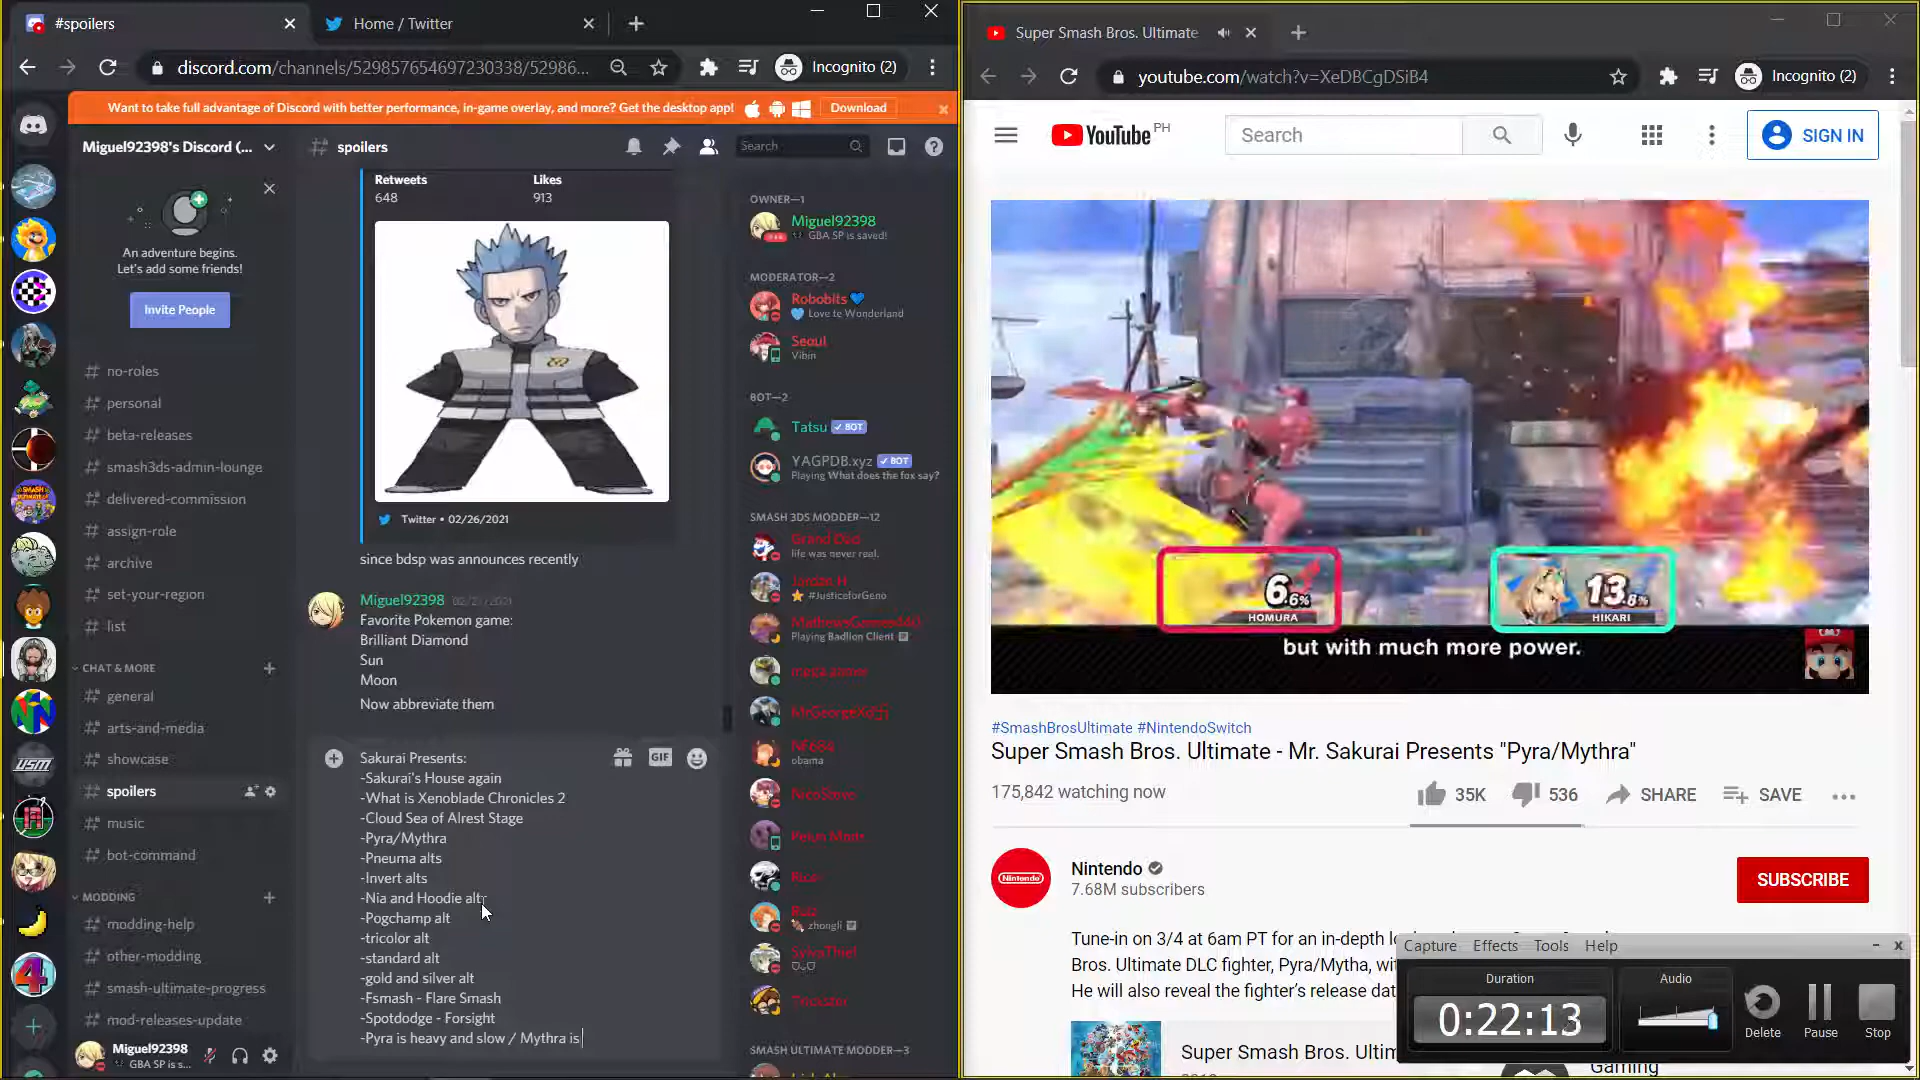 #spoilers
Home / Twitter
discord.com/channels/529857654697230338/52986...
Incognito (2)
Want to take full advantage of Discord with better performance, in-game overlay, and more? Get the desktop app!
Download
Miguel92398's Discord (...
An adventure begins.
Let's add some friends!
Invite People
# no-roles
# personal
# beta-releases
# smash3ds-admin-lounge
# delivered-commission
# assign-role
# archive
# set-your-region
# list
CHAT & MORE
# general
# arts-and-media
# showcase
# spoilers
# music
# bot-command
MODDING
# modding-help
# other-modding
# smash-ultimate-progress
# mod-releases-update
Miguel92398
GBA SP is s...
# spoilers
Search
Retweets Likes
648 913
Twitter • 02/26/2021
since bdsp was announces recently
Miguel92398
Favorite Pokemon game:
Brilliant Diamond
Sun
Moon
Now abbreviate them
Sakurai Presents:
-Sakurai's House again
-What is Xenoblade Chronicles 2
-Cloud Sea of Alrest Stage
-Pyra/Mythra
-Pneuma alts
-Invert alts
-Nia and Hoodie alt
-Pogchamp alt
-tricolor alt
-standard alt
-gold and silver alt
-Fsmash - Flare Smash
-Spotdodge - Forsight
-Pyra is heavy and slow / Mythra is
GIF
OWNER—1
Miguel92398
GBA SP is saved!
MODERATOR—2
Robobits
Love te Wonderland
Seoul
Vibin
BOT—2
Tatsu BOT
YAGPDB.xyz BOT
Playing What does the fox say?
SMASH 3DS MODDER—12
Grand Dad
life was never real.
Jordan H
#JusticeforGeno
MathewsGames440
Playing Badlion Client
mega.agnew
NF684
obama
NicoStove
Rico
Ruiz
zhongli
SylvaThiel
Trickster
SMASH ULTIMATE MODDER—3
Super Smash Bros. Ultimate
youtube.com/watch?v=XeDBCgDSiB4
Incognito (2)
YouTube PH
Search
SIGN IN
6.6%
HOMURA
13.8%
HIKARI
but with much more power.
#SmashBrosUltimate #NintendoSwitch
Super Smash Bros. Ultimate - Mr. Sakurai Presents "Pyra/Mythra"
175,842 watching now
35K
536
SHARE
SAVE
Nintendo
Nintendo
7.68M subscribers
SUBSCRIBE
Tune-in on 3/4 at 6am PT for an in-depth
Bros. Ultimate DLC fighter, Pyra/Mytha,
He will also reveal the fighter's release
Super Smash Bros.
Gaming
Capture Effects Tools Help
Duration
0:22:13
Audio
Delete
Pause
Stop